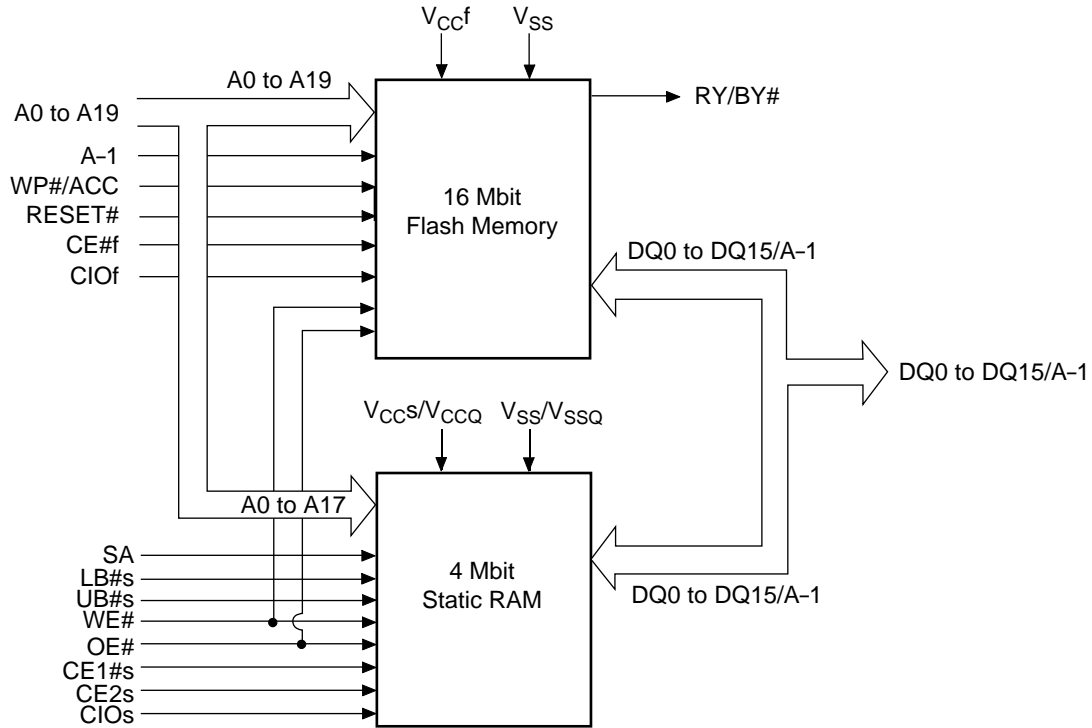 VCCf
VSS
A0 to A19
A0 to A19
RY/BY#
A–1
WP#/ACC
RESET#
CE#f
CIOf
16 Mbit
Flash Memory
DQ0 to DQ15/A–1
DQ0 to DQ15/A–1
VCCs/VCCQ
VSS/VSSQ
A0 to A17
SA
LB#s
UB#s
WE#
OE#
CE1#s
CE2s
CIOs
4 Mbit
Static RAM
DQ0 to DQ15/A–1